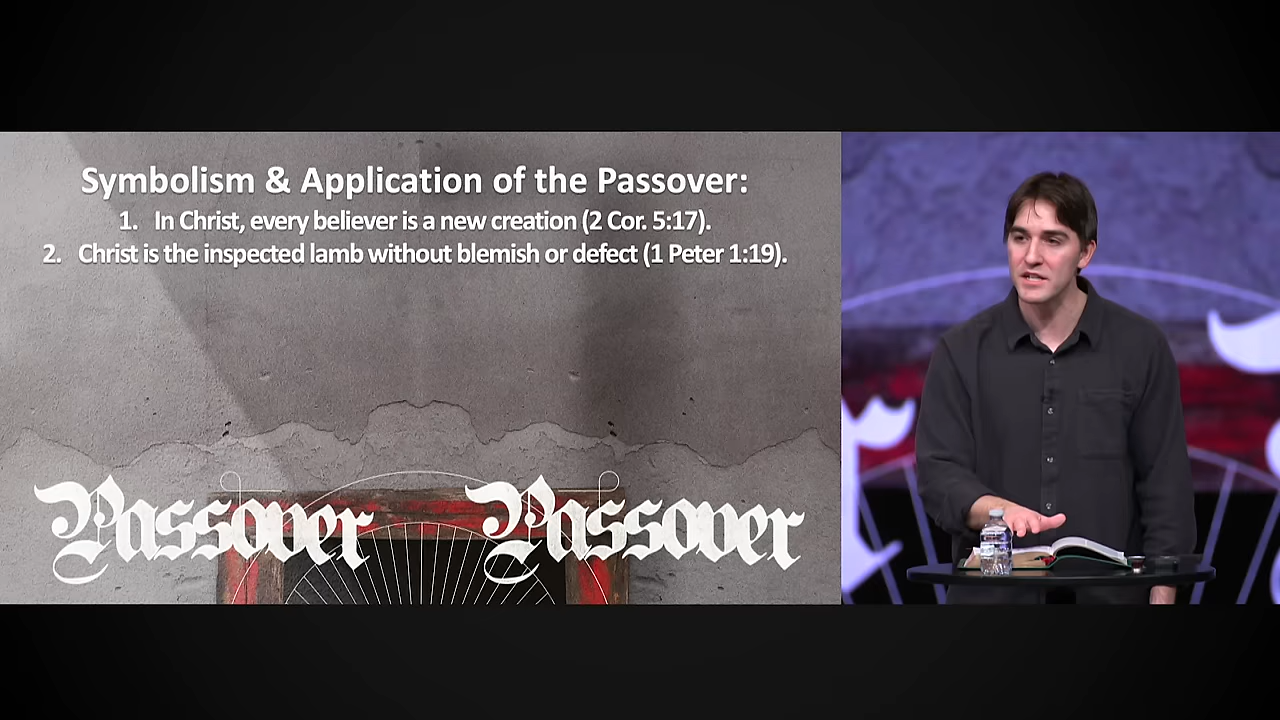 Symbolism & Application of the Passover:
1. In Christ, every believer is a new creation (2 Cor. 5:17).
2. Christ is the inspected lamb without blemish or defect (1 Peter 1:19).
Passover Passover